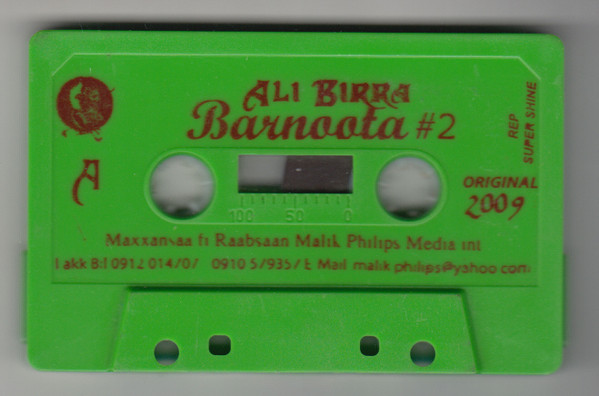 ALI BIRRA
Barnoota #2
REP
SUPER SHINE
A
ORIGINAL
2009
100 50 0
Maxxansaa fi Raabsaan Malik Philips Media int
Lakk Bil 0912 014707 0910 579357 E Mail malik philips@yahoo com